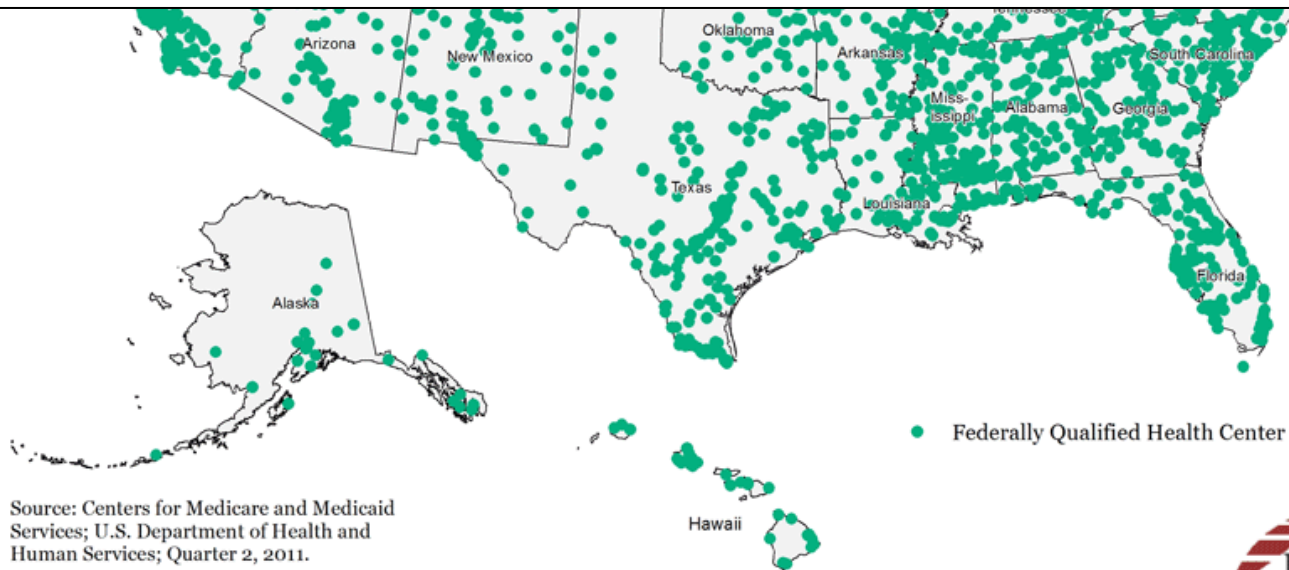 Tennessee
Oklahoma
Arizona
Arkansas
South Carolina
New Mexico
Miss-
issippi
Alabama
Georgia
Texas
Louisiana
Florida
Alaska
Federally Qualified Health Center
Hawaii
Source: Centers for Medicare and Medicaid
Services; U.S. Department of Health and
Human Services; Quarter 2, 2011.